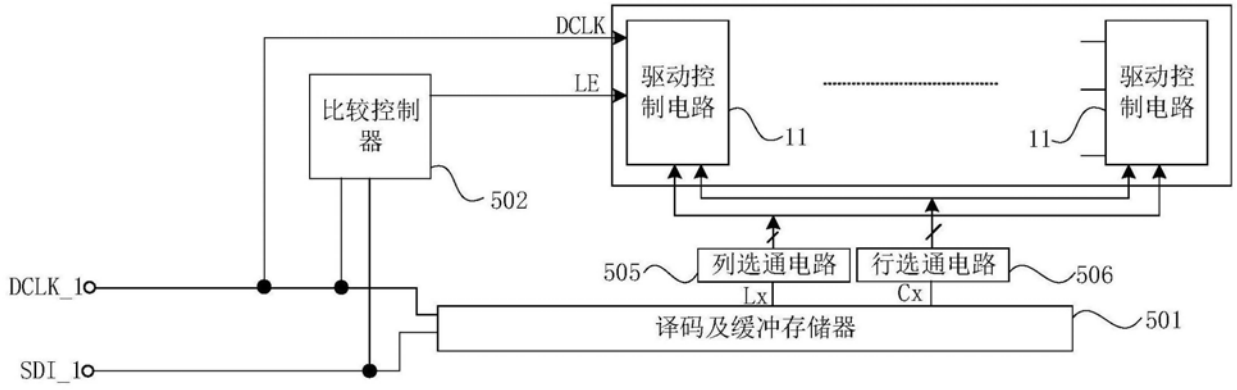 DCLK
LE
驱动控
制电路
11
驱动控
制电路
11
比较控制
器
502
505
列选通电路
行选通电路
506
DCLK_1
Lx
Cx
译码及缓冲存储器
501
SDI_1